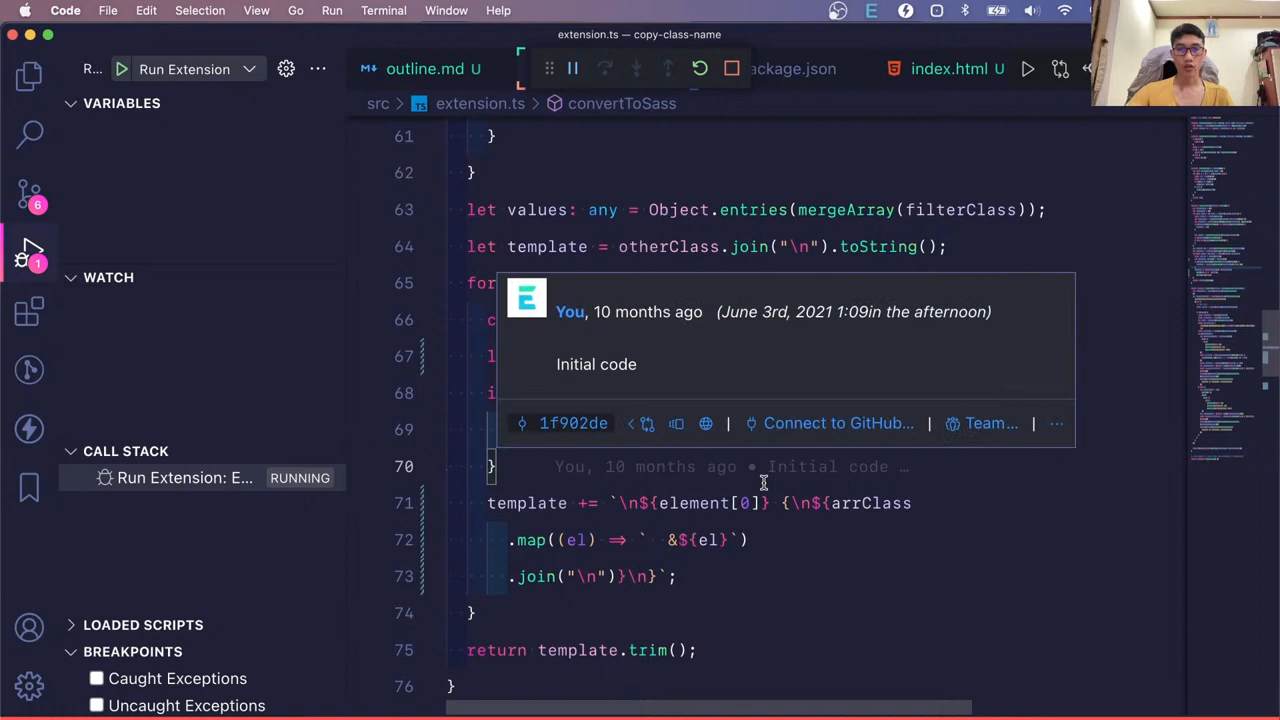 Code File Edit Selection View Go Run Terminal Window Help
extension.ts — copy-class-name
R... Run Extension
outline.md U
ackage.json
index.html U
src > TS extension.ts > convertToSass
VARIABLES
WATCH
CALL STACK
Run Extension: E... RUNNING
LOADED SCRIPTS
BREAKPOINTS
Caught Exceptions
Uncaught Exceptions
6
1
61 }
62 }
63 let values: any = Object.entries(mergeArray(filterClass));
64 let template = otherClass.join("\n").toString();
65 for
66 c
67 l
68 i
69
70 } You, 10 months ago • Initial code …
71 template += `\n${element[0]} {\n${arrClass
72 .map((el) => ` &${el}`)
73 .join("\n")}\n}`;
74 }
75 return template.trim();
76 }
You, 10 months ago (June 3rd, 2021 1:09in the afternoon)
Initial code
1f902de | Connect to GitHub... | Team... ...